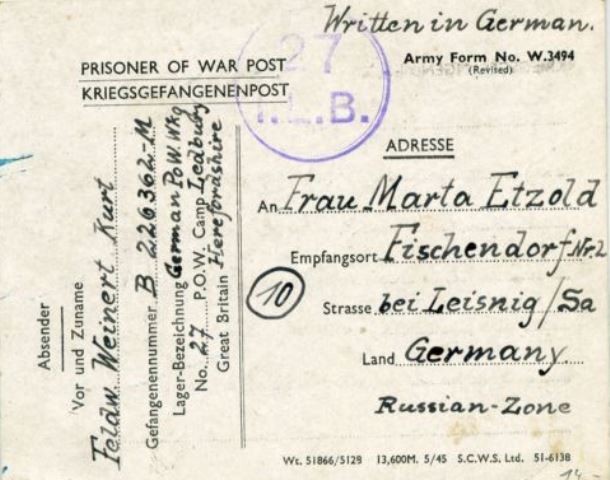 Written in German.
27
I.L.B.
Army Form No. W.3494
(Revised)
PRISONER OF WAR POST
KRIEGSGEFANGENENPOST
ADRESSE
An Frau Marta Etzold
Empfangsort Fischendorf Nr. 2
10
Strasse bei Leisnig/Sa
Land Germany
Russian-Zone
Absender
Vor und Zuname
Feldw. Weinert Kurt
Gefangenennummer B 226362-M
Lager-Bezeichnung German PoW. Wkg
No. 27 P.O.W. Camp Ledbury
Great Britain Herefordshire
Wt. 51866/5129 13,600M. 5/45 S.C.W.S. Ltd. 51-6138
14.-